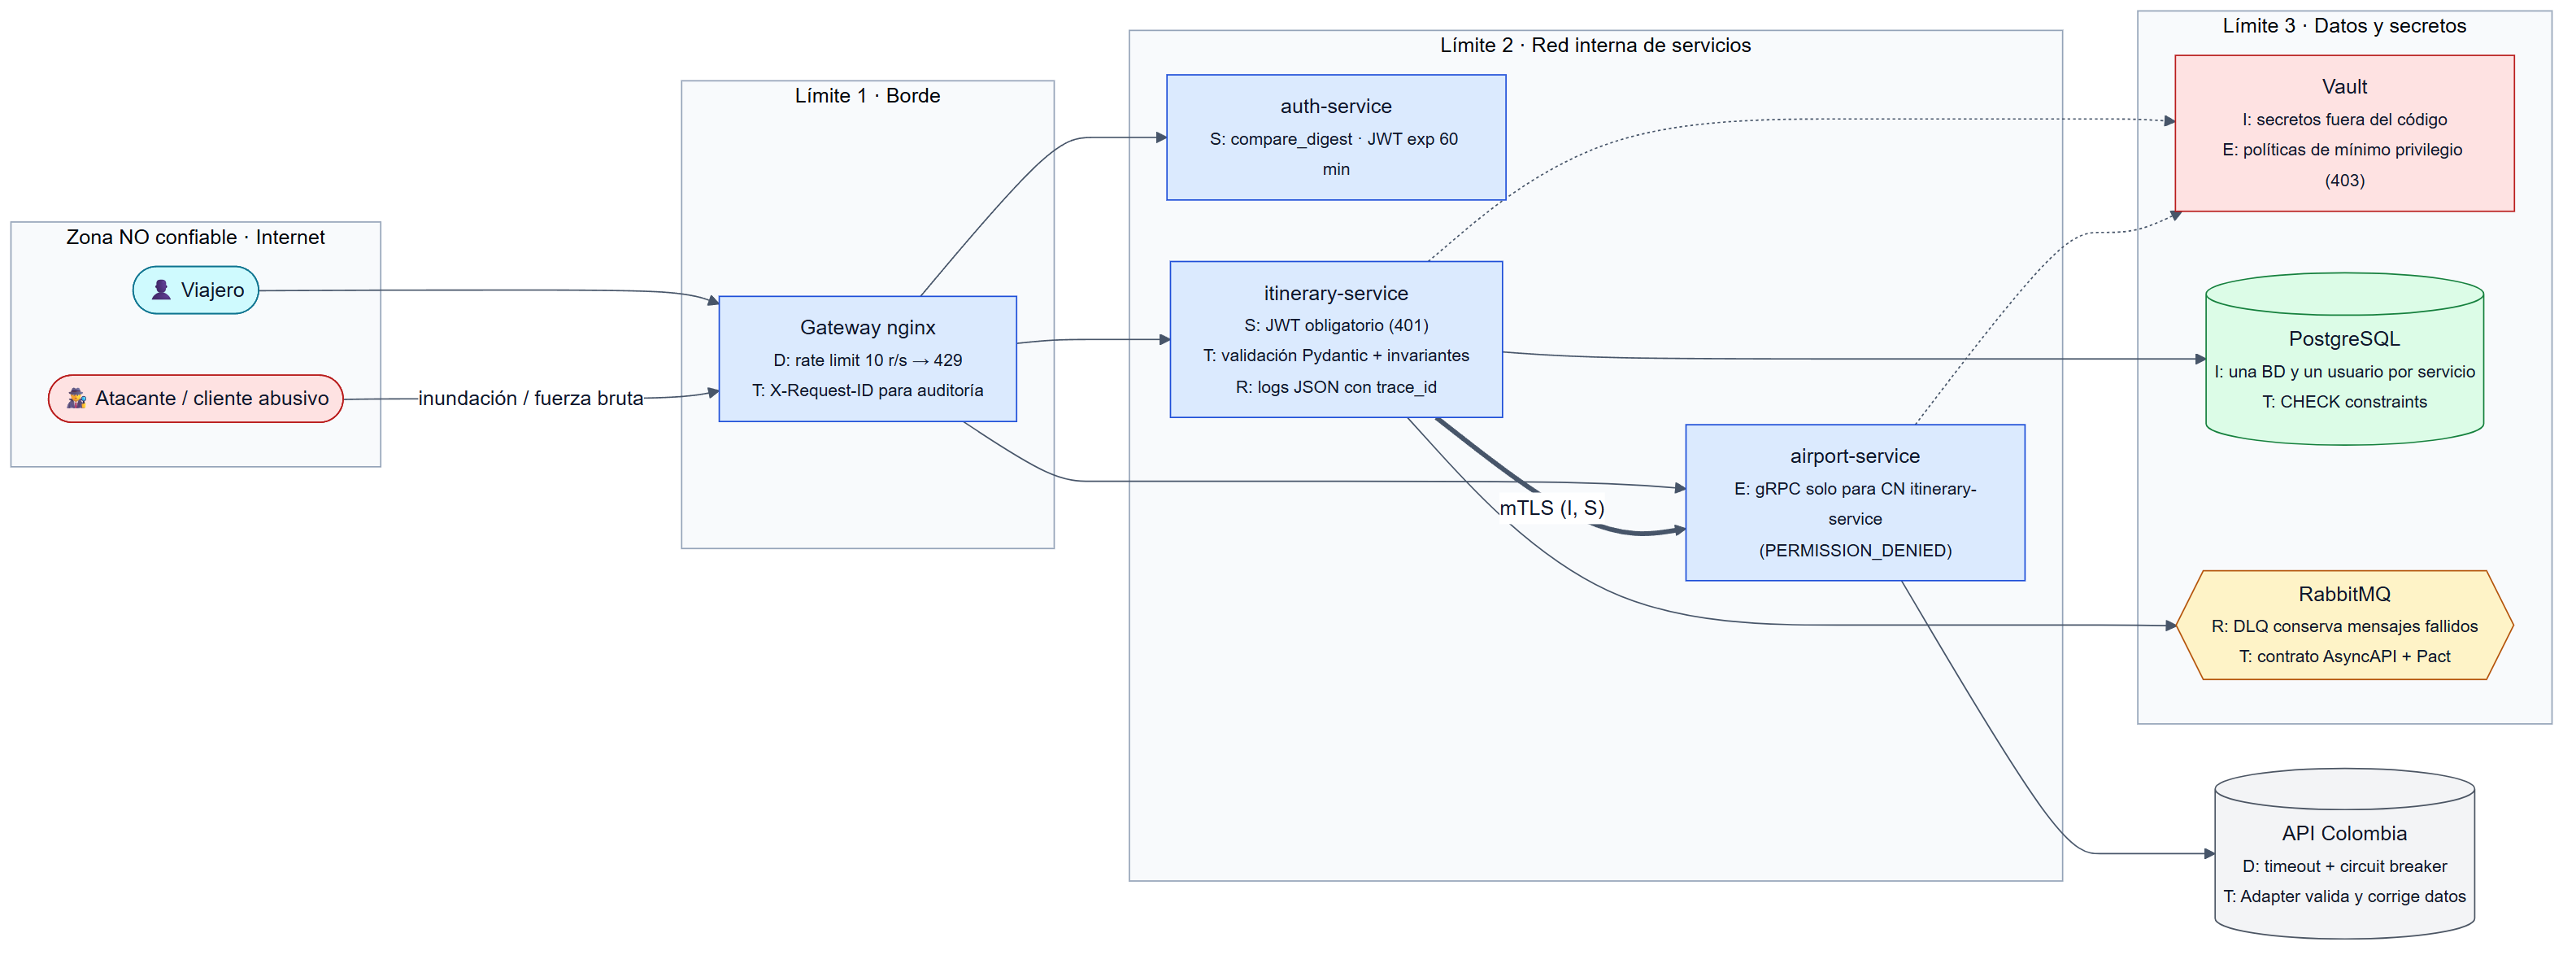 Zona NO confiable · Internet
Viajero
Atacante / cliente abusivo
inundación / fuerza bruta
Límite 1 · Borde
Gateway nginx
D: rate limit 10 r/s → 429
T: X-Request-ID para auditoría
Límite 2 · Red interna de servicios
auth-service
S: compare_digest · JWT exp 60
min
itinerary-service
S: JWT obligatorio (401)
T: validación Pydantic + invariantes
R: logs JSON con trace_id
mTLS (I, S)
airport-service
E: gRPC solo para CN itinerary-
service
(PERMISSION_DENIED)
Límite 3 · Datos y secretos
Vault
I: secretos fuera del código
E: políticas de mínimo privilegio
(403)
PostgreSQL
I: una BD y un usuario por servicio
T: CHECK constraints
RabbitMQ
R: DLQ conserva mensajes fallidos
T: contrato AsyncAPI + Pact
API Colombia
D: timeout + circuit breaker
T: Adapter valida y corrige datos